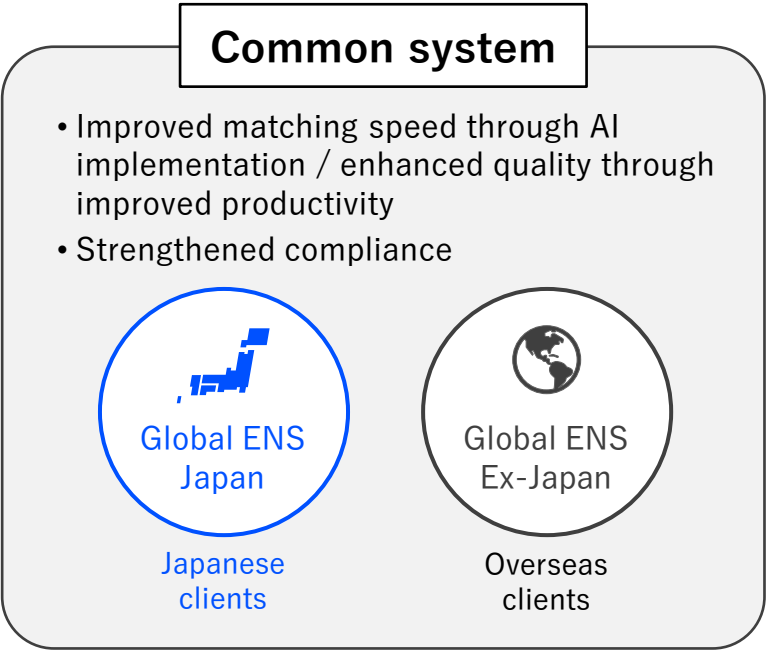 Common system
• Improved matching speed through AI
implementation / enhanced quality through
improved productivity
• Strengthened compliance
Global ENS
Japan
Global ENS
Ex-Japan
Japanese
clients
Overseas
clients